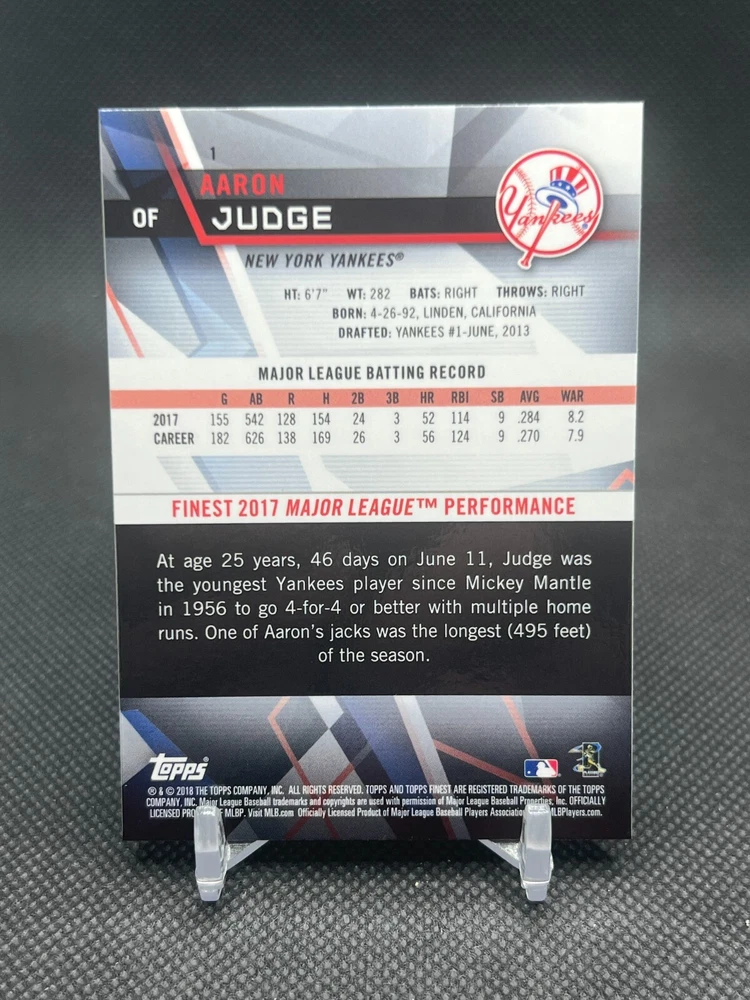 1
AARON
OF JUDGE
Yankees
NEW YORK YANKEES®
HT: 6'7" WT: 282 BATS: RIGHT THROWS: RIGHT
BORN: 4-26-92, LINDEN, CALIFORNIA
DRAFTED: YANKEES #1-JUNE, 2013
MAJOR LEAGUE BATTING RECORD
G AB R H 2B 3B HR RBI SB AVG WAR
2017 155 542 128 154 24 3 52 114 9 .284 8.2
CAREER 182 626 138 169 26 3 56 124 9 .270 7.9
FINEST 2017 MAJOR LEAGUE™ PERFORMANCE
At age 25 years, 46 days on June 11, Judge was
the youngest Yankees player since Mickey Mantle
in 1956 to go 4-for-4 or better with multiple home
runs. One of Aaron's jacks was the longest (495 feet)
of the season.
Topps®
® & © 2018 THE TOPPS COMPANY, INC. ALL RIGHTS RESERVED. TOPPS AND TOPPS FINEST ARE REGISTERED TRADEMARKS OF THE TOPPS
COMPANY, INC. Major League Baseball trademarks and copyrights are used with permission of Major League Baseball Properties, Inc. OFFICIALLY
LICENSED MLBP. Visit MLB.com Officially Licensed Product of Major League Baseball Players MLBPlayers.com.